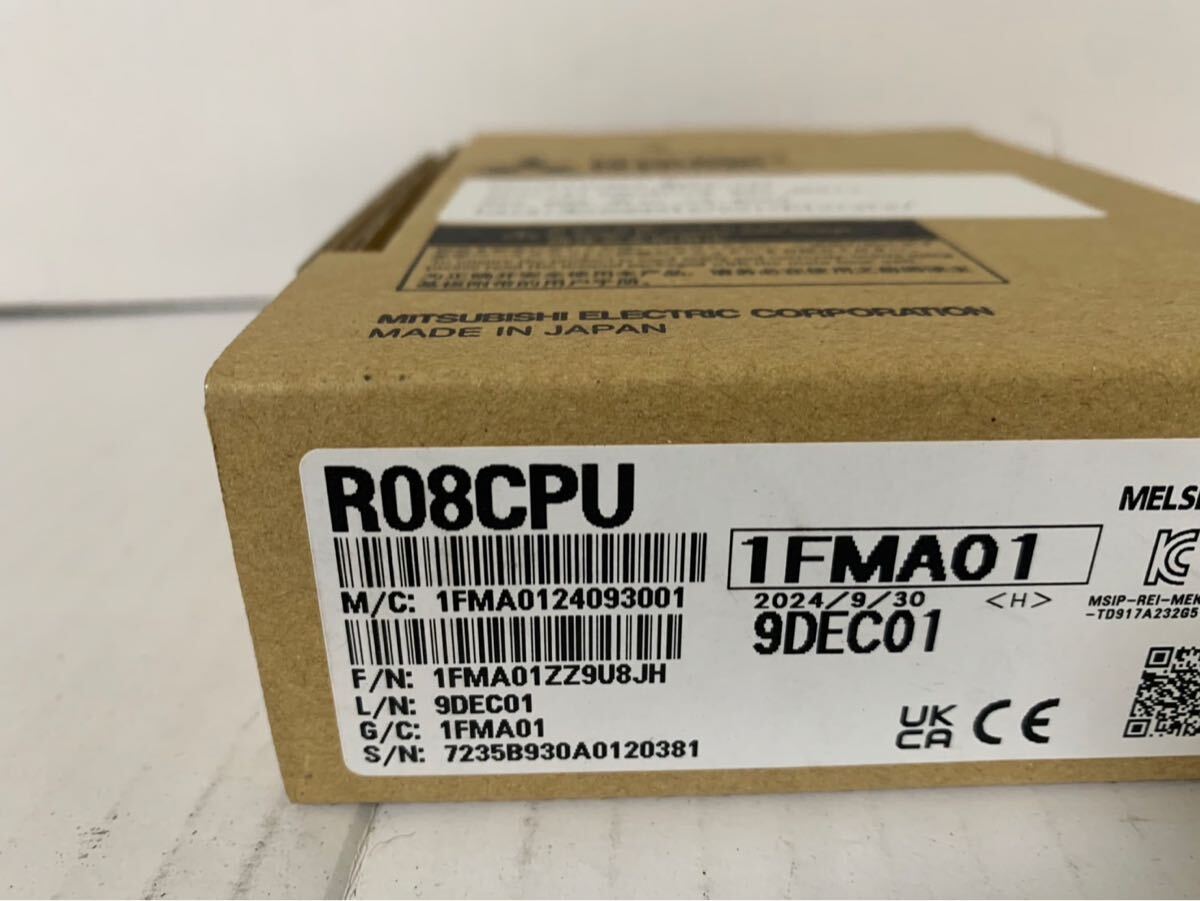 MITSUBISHI ELECTRIC CORPORATION
MADE IN JAPAN
R08CPU
M/C: 1FMA0124093001
F/N: 1FMA01ZZ9U8JH
L/N: 9DEC01
G/C: 1FMA01
S/N: 7235B930A0120381
1FMA01
2024/9/30 <H>
9DEC01
UK
CA CE
MELSE
MSIP-REI-MEK
-TD917A232G5